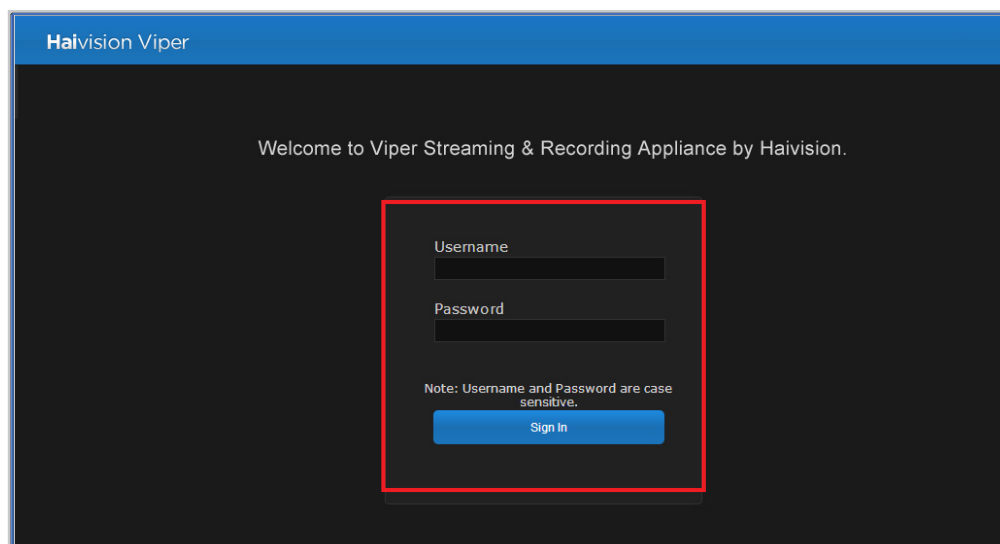 Haivision Viper
Welcome to Viper Streaming & Recording Appliance by Haivision.
Username
Password
Note: Username and Password are case
sensitive.
Sign In